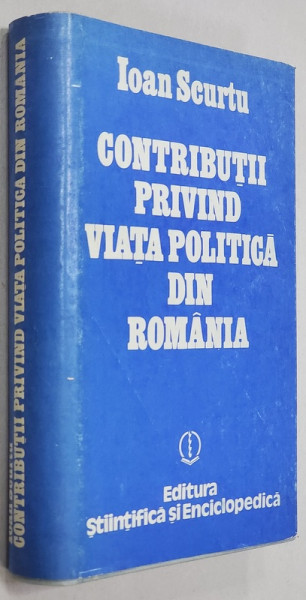 Ioan Scurtu
CONTRIBUȚII
PRIVIND
VIAȚA POLITICĂ
DIN
ROMÂNIA
Editura
Științifică și Enciclopedică
CONTRIBUȚII PRIVIND VIAȚA POLITICĂ DIN ROMÂNIA